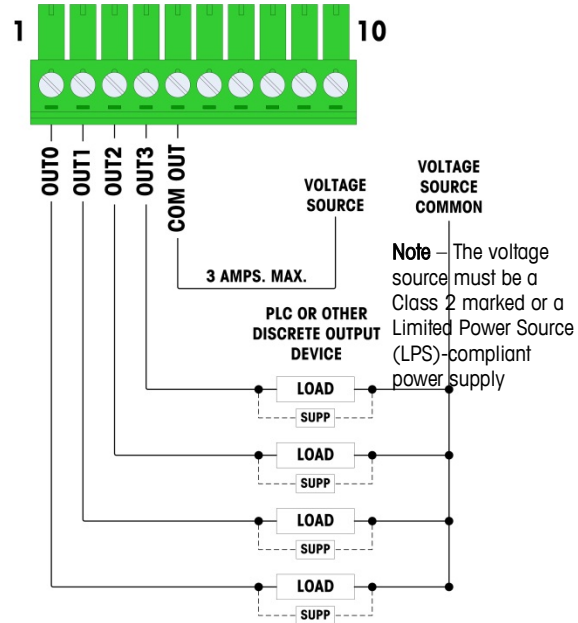 1
10
OUT0
OUT1
OUT2
OUT3
COM OUT
VOLTAGE
SOURCE
VOLTAGE
SOURCE
COMMON
3 AMPS. MAX.
Note – The voltage
source must be a
Class 2 marked or a
Limited Power Source
(LPS)-compliant
power supply
PLC OR OTHER
DISCRETE OUTPUT
DEVICE
LOAD
SUPP
LOAD
SUPP
LOAD
SUPP
LOAD
SUPP